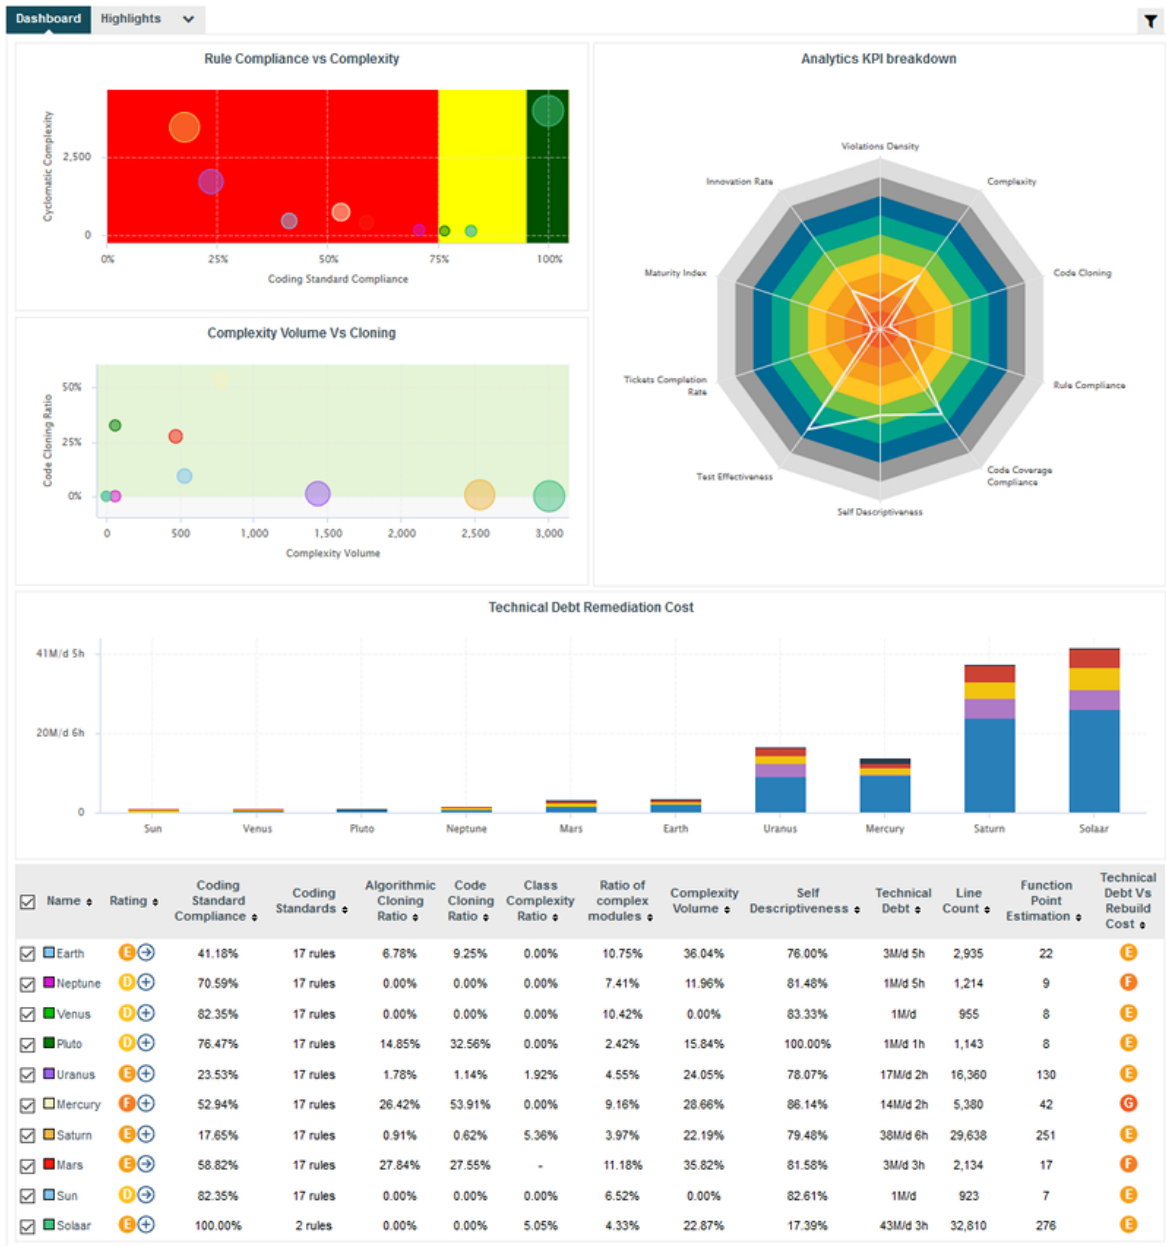 Dashboard Highlights
Rule Compliance vs Complexity
Cyclomatic Complexity
2,500
0
0% 25% 50% 75% 100%
Coding Standard Compliance
Complexity Volume Vs Cloning
Code Cloning Ratio
50%
25%
0%
0 500 1,000 1,500 2,000 2,500 3,000
Complexity Volume
Analytics KPI breakdown
Violations Density
Innovation Rate
Complexity
Maturity Index
Code Cloning
Tickets Completion
Rate
Rule Compliance
Test Effectiveness
Code Coverage
Compliance
Self Descriptiveness
Technical Debt Remediation Cost
41M/d 5h
20M/d 6h
0
Sun Venus Pluto Neptune Mars Earth Uranus Mercury Saturn Solaar
Name Rating Coding Standard Compliance Coding Standards Algorithmic Cloning Ratio Code Cloning Ratio Class Complexity Ratio Ratio of complex modules Complexity Volume Self Descriptiveness Technical Debt Line Count Function Point Estimation Technical Debt Vs Rebuild Cost
Earth E 41.18% 17 rules 6.78% 9.25% 0.00% 10.75% 36.04% 76.00% 3M/d 5h 2,935 22 E
Neptune D 70.59% 17 rules 0.00% 0.00% 0.00% 7.41% 11.96% 81.48% 1M/d 5h 1,214 9 F
Venus D 82.35% 17 rules 0.00% 0.00% 0.00% 10.42% 0.00% 83.33% 1M/d 955 8 E
Pluto D 76.47% 17 rules 14.85% 32.56% 0.00% 2.42% 15.84% 100.00% 1M/d 1h 1,143 8 E
Uranus E 23.53% 17 rules 1.78% 1.14% 1.92% 4.55% 24.05% 78.07% 17M/d 2h 16,360 130 E
Mercury F 52.94% 17 rules 26.42% 53.91% 0.00% 9.16% 28.66% 86.14% 14M/d 2h 5,380 42 G
Saturn E 17.65% 17 rules 0.91% 0.62% 5.36% 3.97% 22.19% 79.48% 38M/d 6h 29,638 251 E
Mars E 58.82% 17 rules 27.84% 27.55% - 11.18% 35.82% 81.58% 3M/d 3h 2,134 17 F
Sun D 82.35% 17 rules 0.00% 0.00% 0.00% 6.52% 0.00% 82.61% 1M/d 923 7 E
Solaar E 100.00% 2 rules 0.00% 0.00% 5.05% 4.33% 22.87% 17.39% 43M/d 3h 32,810 276 E